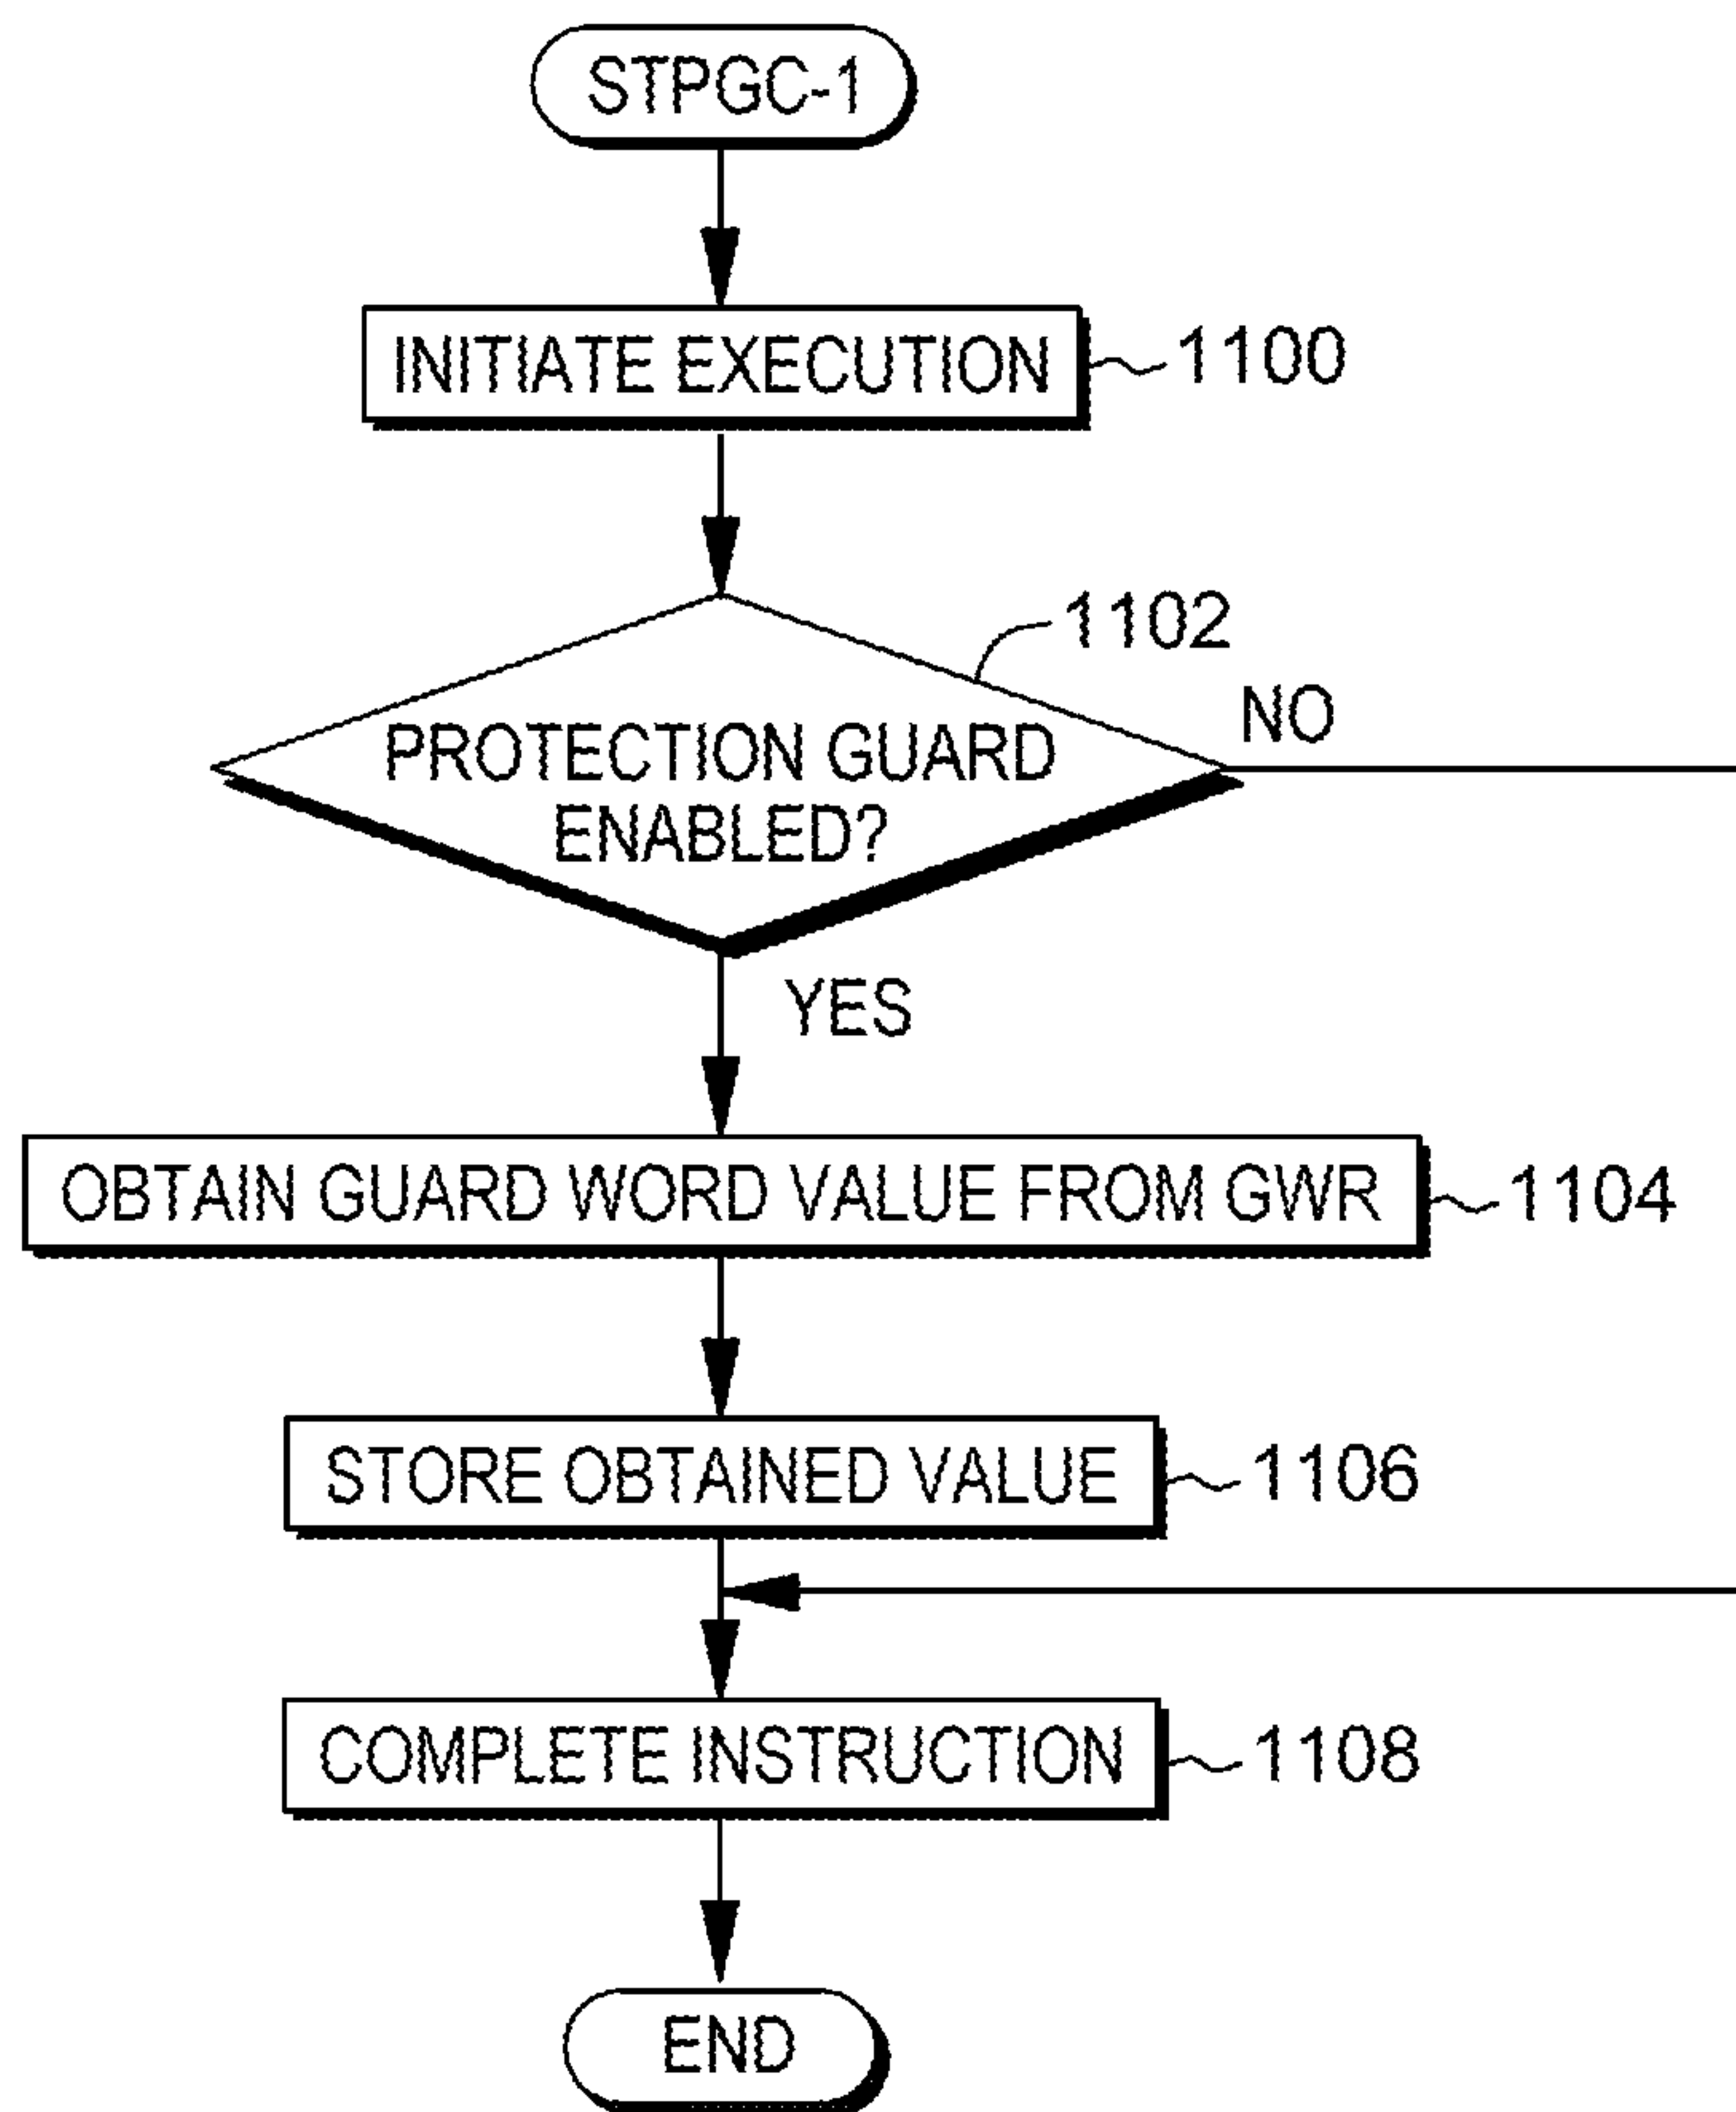 STPGC-1
INITIATE EXECUTION
1100
1102
PROTECTION GUARD
ENABLED?
NO
YES
OBTAIN GUARD WORD VALUE FROM GWR
1104
STORE OBTAINED VALUE
1106
COMPLETE INSTRUCTION
1108
END